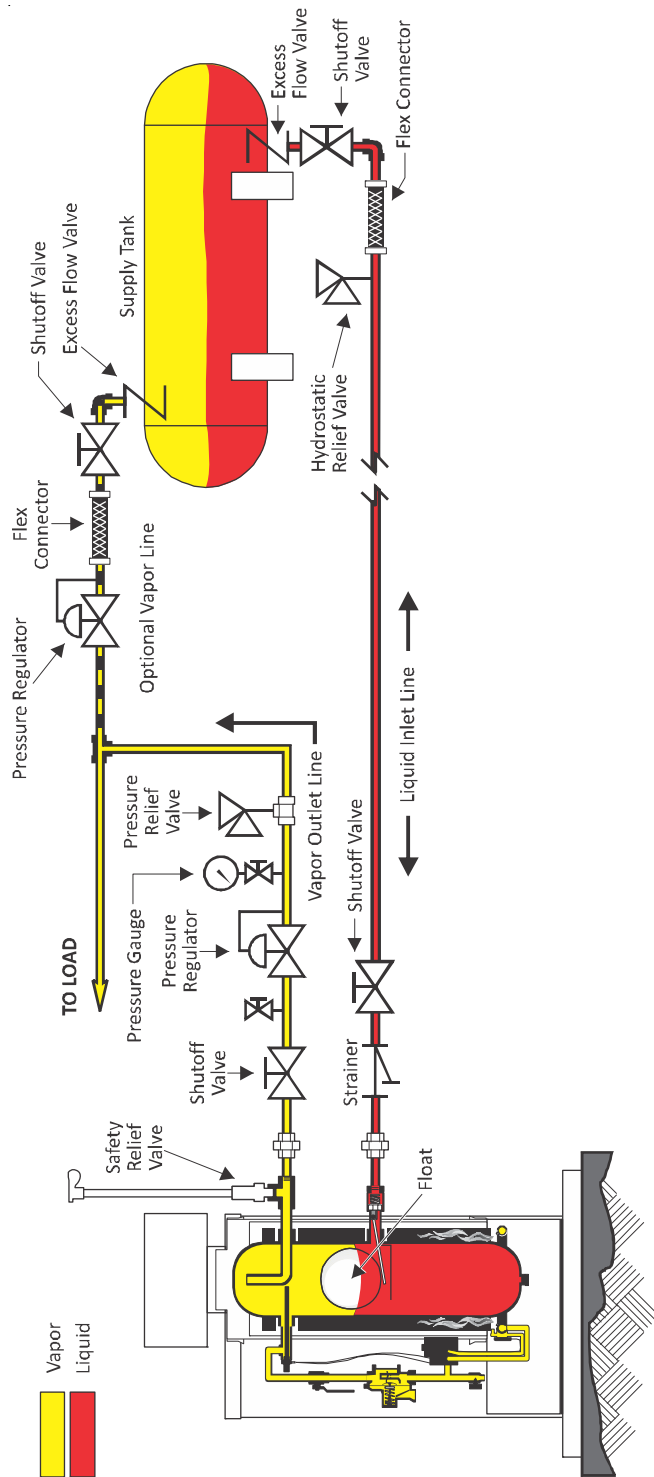 Vapor
Liquid
TO LOAD
Safety
Relief
Valve
Shutoff
Valve
Pressure Gauge
Pressure
Regulator
Pressure
Relief
Valve
Vapor Outlet Line
Pressure Regulator
Optional Vapor Line
Flex
Connector
Shutoff Valve
Excess Flow Valve
Supply Tank
Excess
Flow Valve
Shutoff
Valve
Flex Connector
Hydrostatic
Relief Valve
Liquid Inlet Line
Shutoff Valve
Strainer
Float